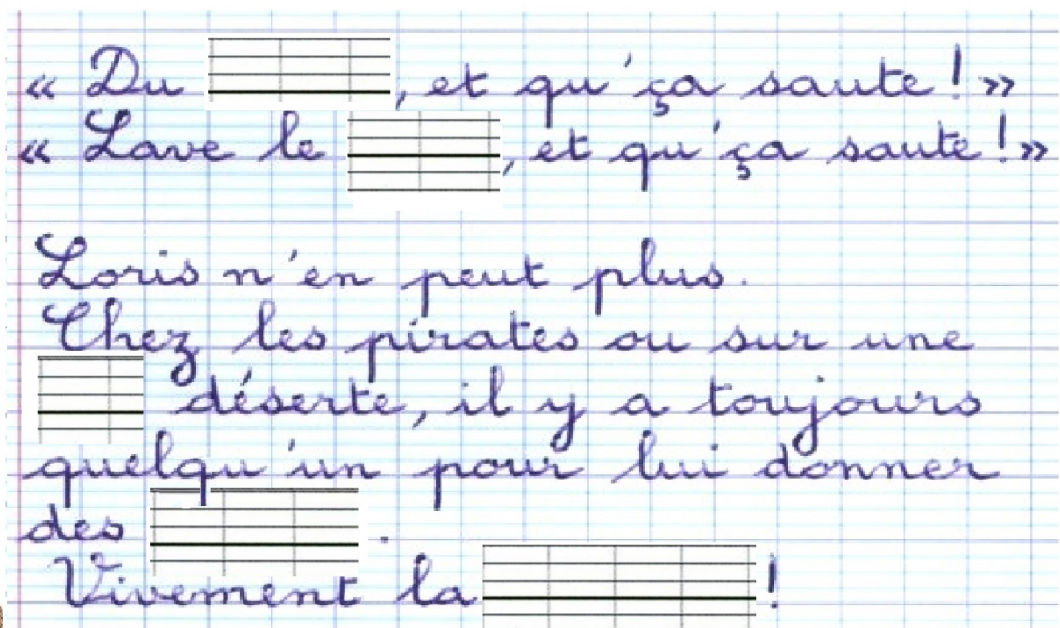 « Du , et qu'ça saute ! »
« Lave le , et qu'ça saute ! »
Loris n'en peut plus.
Chez les pirates ou sur une
déserte, il y a toujours
quelqu'un pour lui donner
des .
Vivement la !